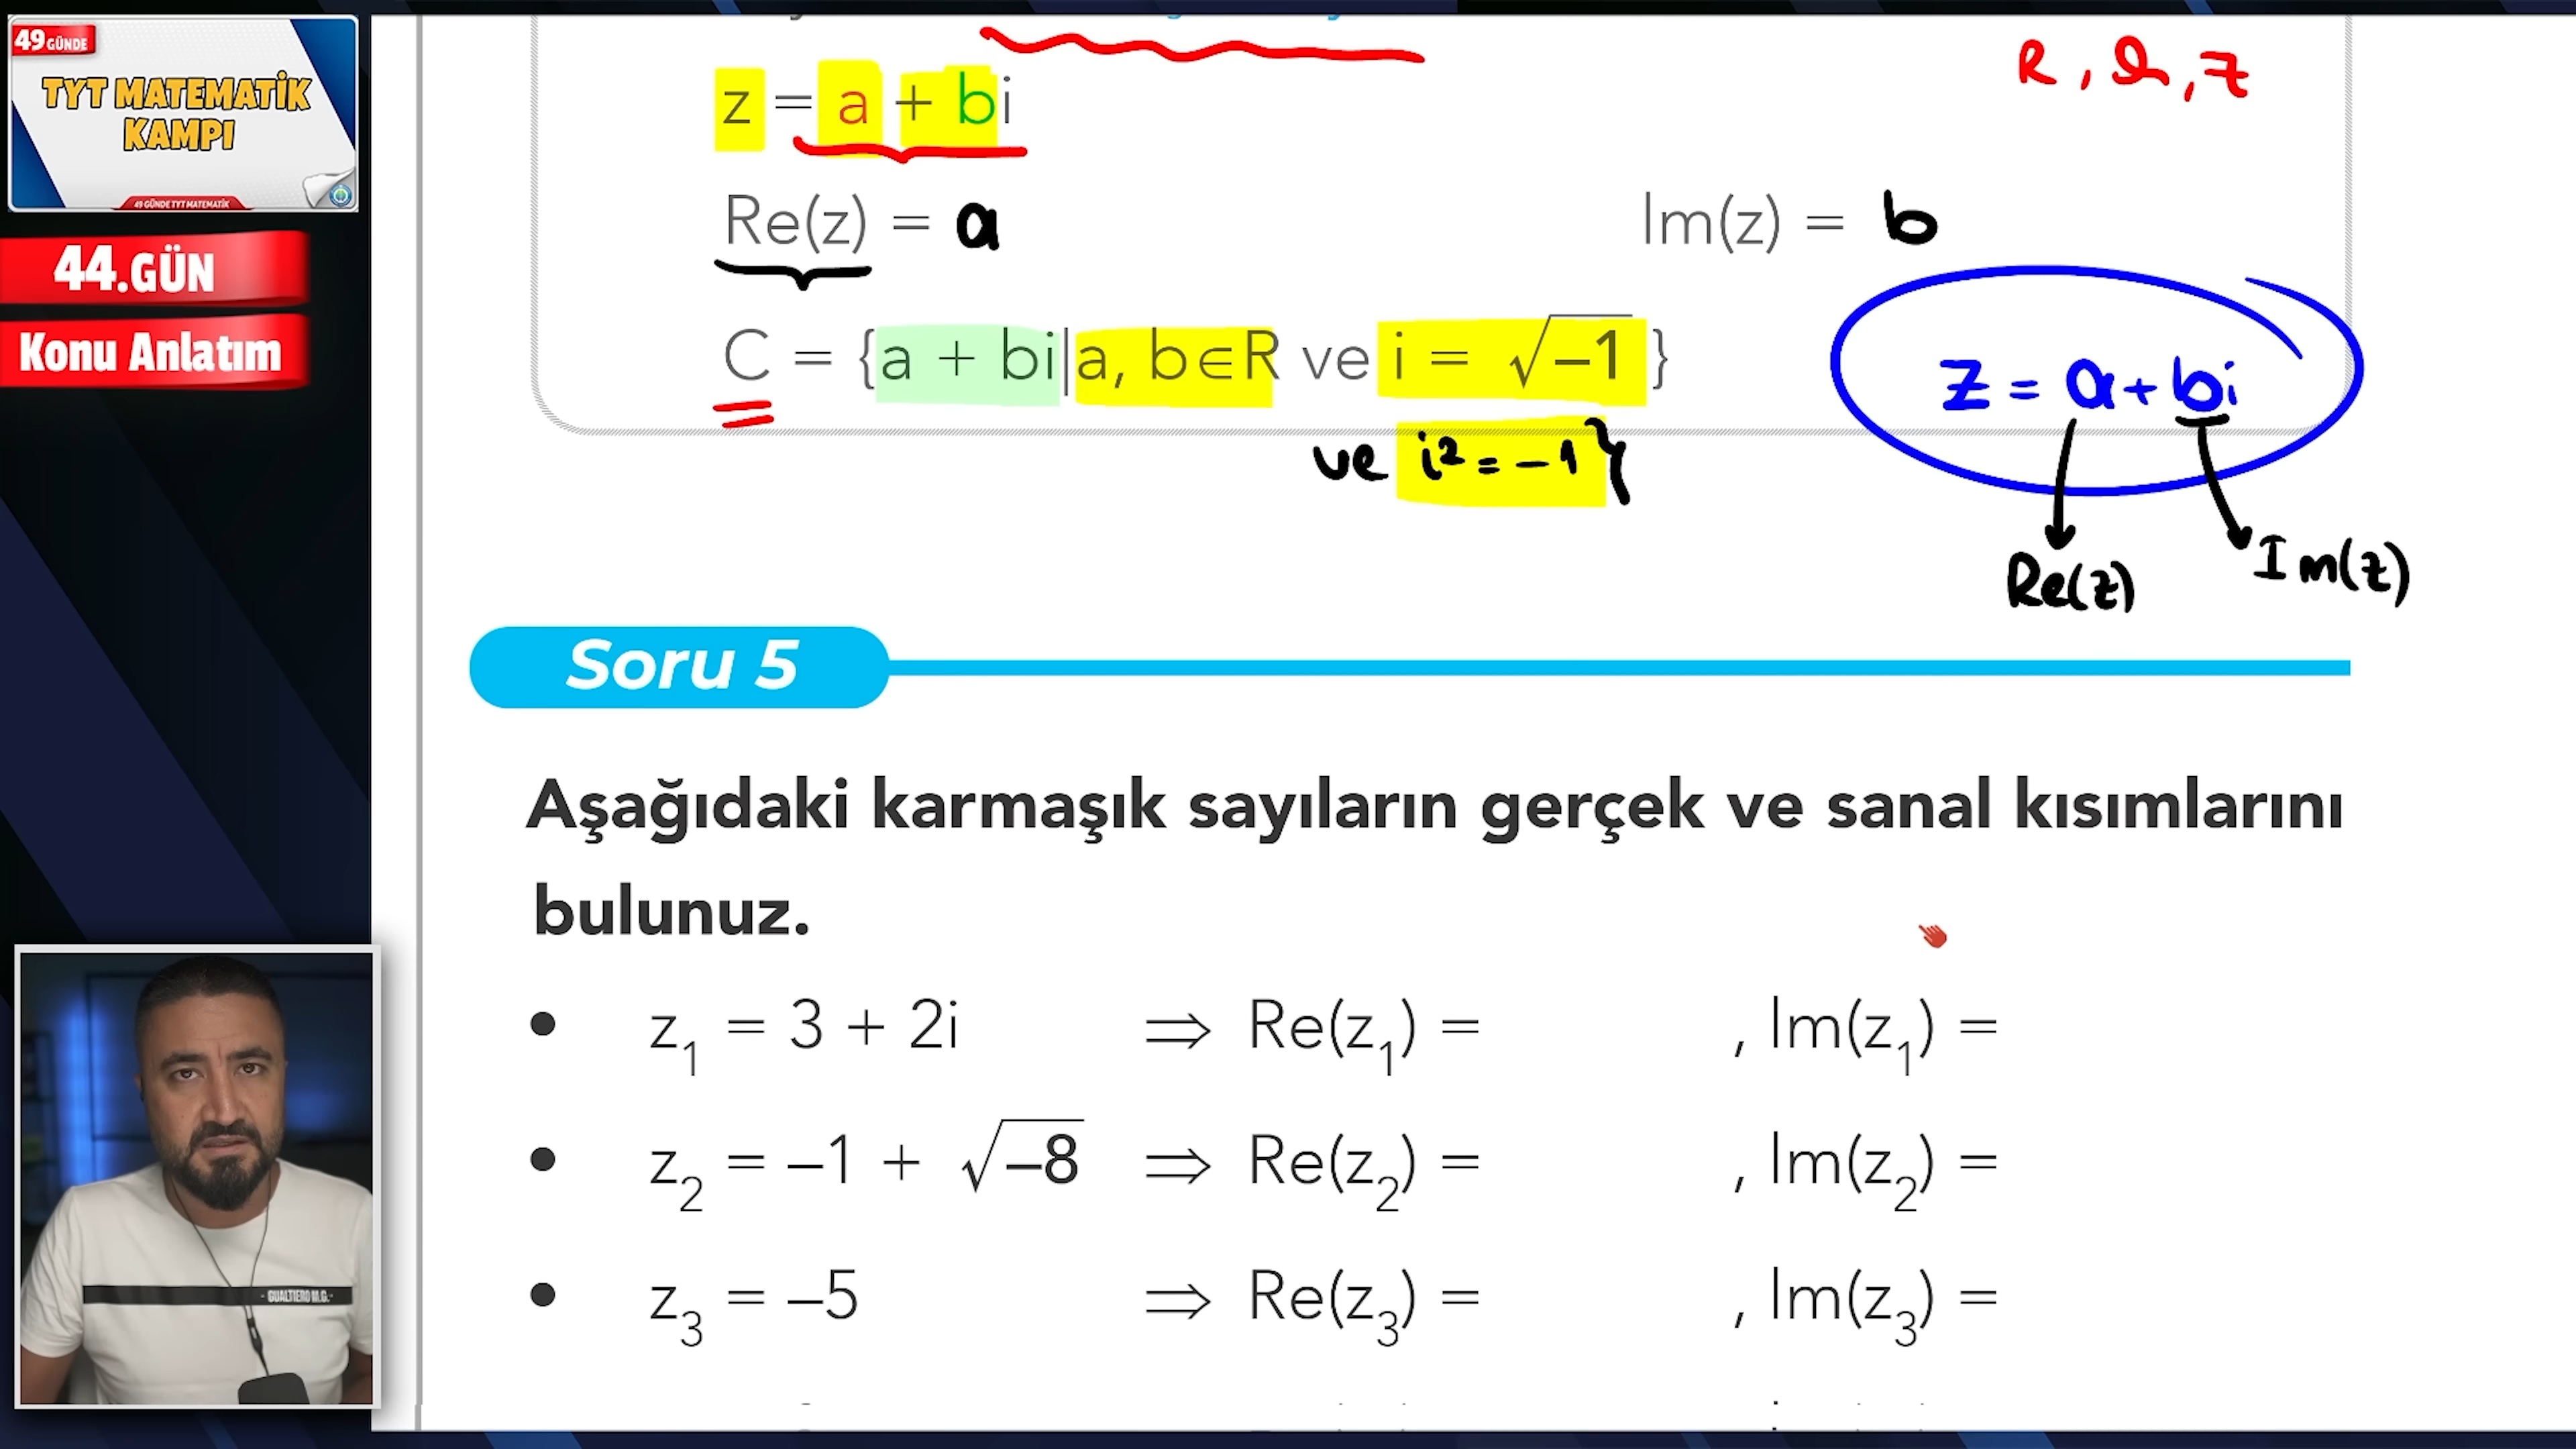 49 GÜNDE
TYT MATEMATİK
KAMPI
49 GÜNDE TYT MATEMATİK
44.GÜN
Konu Anlatım
R, Q, Z
z = a + bi
Re(z) = a Im(z) = b
C = {a + bi|a, b∈R ve i = √–1 }
ve i² = –1}
z = a + bi
Re(z) Im(z)
Soru 5
Aşağıdaki karmaşık sayıların gerçek ve sanal kısımlarını
bulunuz.
• z₁ = 3 + 2i ⇒ Re(z₁) = , Im(z₁) =
• z₂ = –1 + √–8 ⇒ Re(z₂) = , Im(z₂) =
• z₃ = –5 ⇒ Re(z₃) = , Im(z₃) =
- GUALTIERO M.G. -